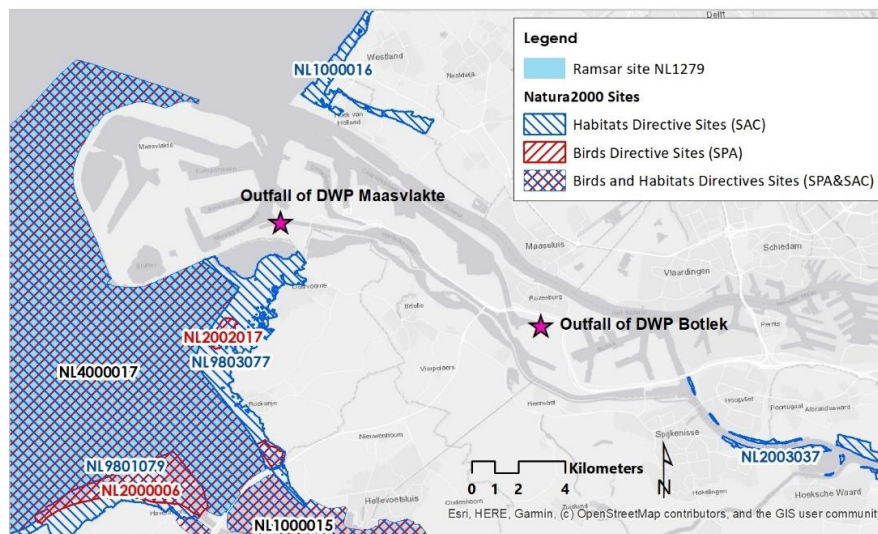 Delft
Legend
Ramsar site NL1279
Natura2000 Sites
Habitats Directive Sites (SAC)
Birds Directive Sites (SPA)
Birds and Habitats Directives Sites (SPA&SAC)
Westland
NL1000016
Naaldwijk
Hoek van
Holland
Maasvlakte
Outfall of DWP Maasvlakte
Maassluis
Schiedam
Vlaardingen
Oostvoorne
Brielle
Rozenburg
Outfall of DWP Botlek
Pernis
NL2002017
NL9803077
Vierpolders
NL4000017
Rockanje
Heenvliet
Hoogvliet
Poortugaal
Albrandswaard
Nieuwenhoorn
Spijkenisse
NL2003037
NL9801079
Kilometers
NL2000006
0 1 2 4
N
Hekelingen
Hoeksche Waard
Hellevoetsluis
Oudenhoorn
Zuidland
NL1000015
Esri, HERE, Garmin, (c) OpenStreetMap contributors, and the GIS user community